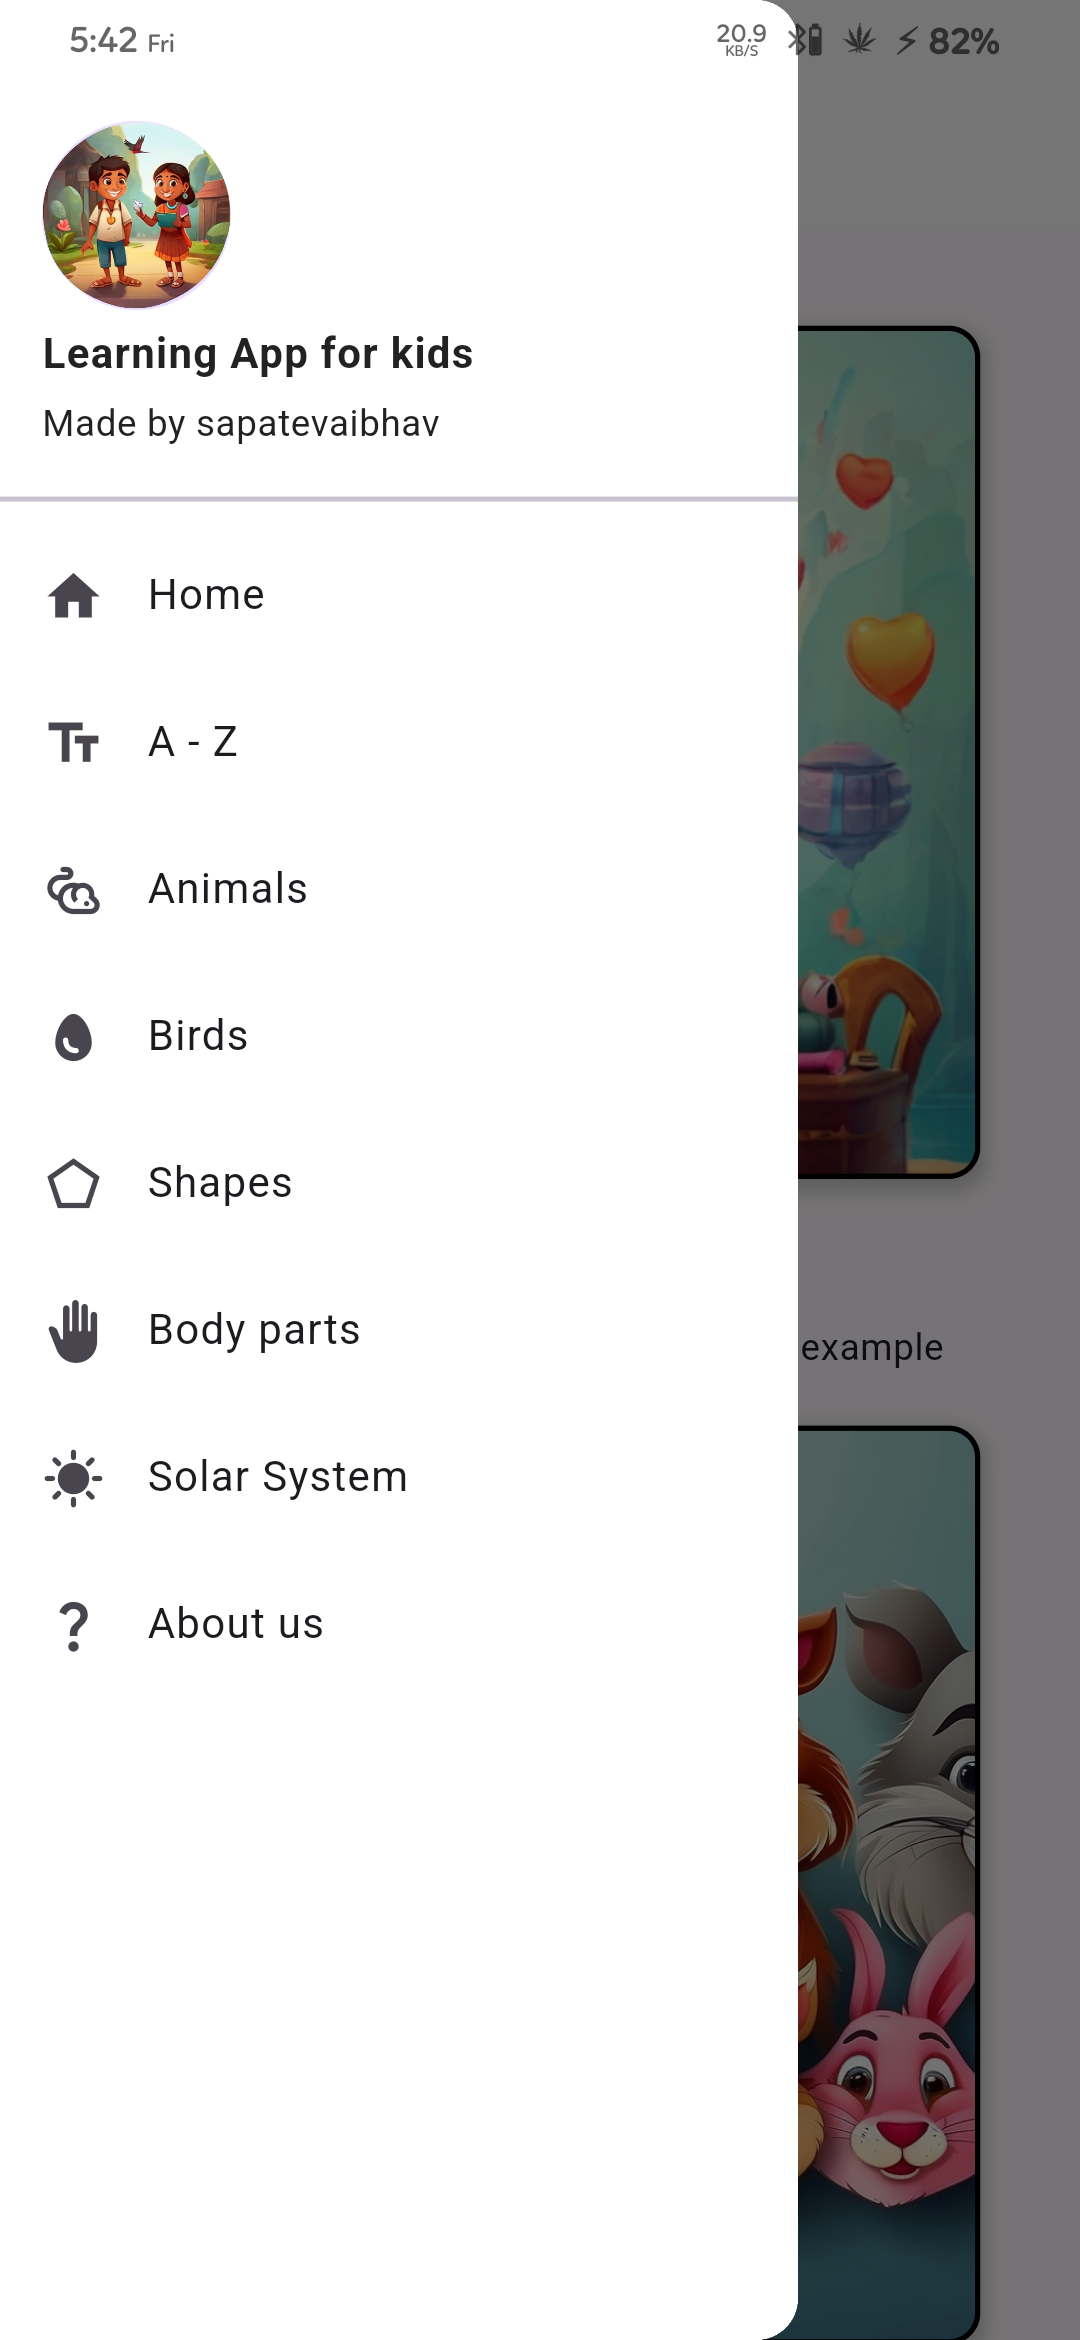 5:42 Fri
20.9
KB/S
82%
Learning App for kids
Made by sapatevaibhav
Home
A - Z
Animals
Birds
Shapes
Body parts
example
Solar System
About us